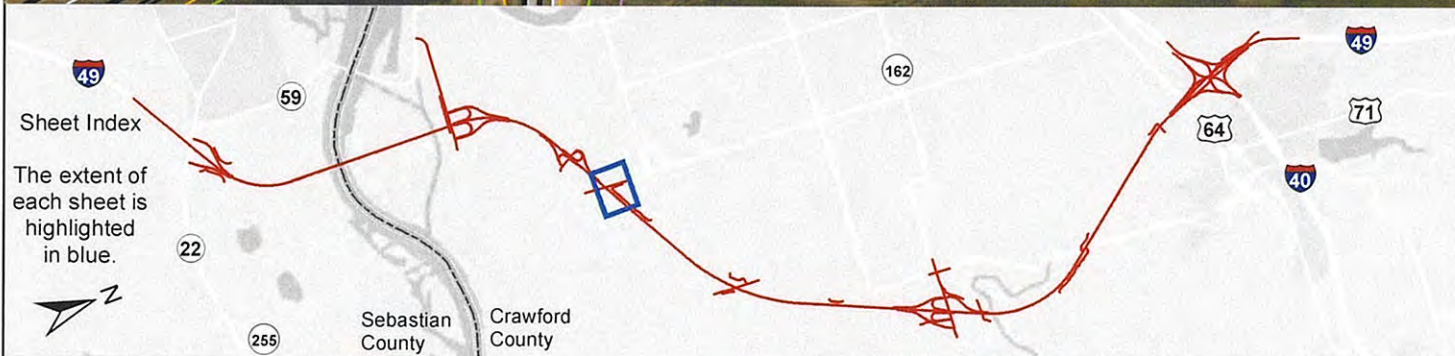 49
59
162
49
71
64
40
Sheet Index
The extent of
each sheet is
highlighted
in blue.
22
N
255
Sebastian
County
Crawford
County